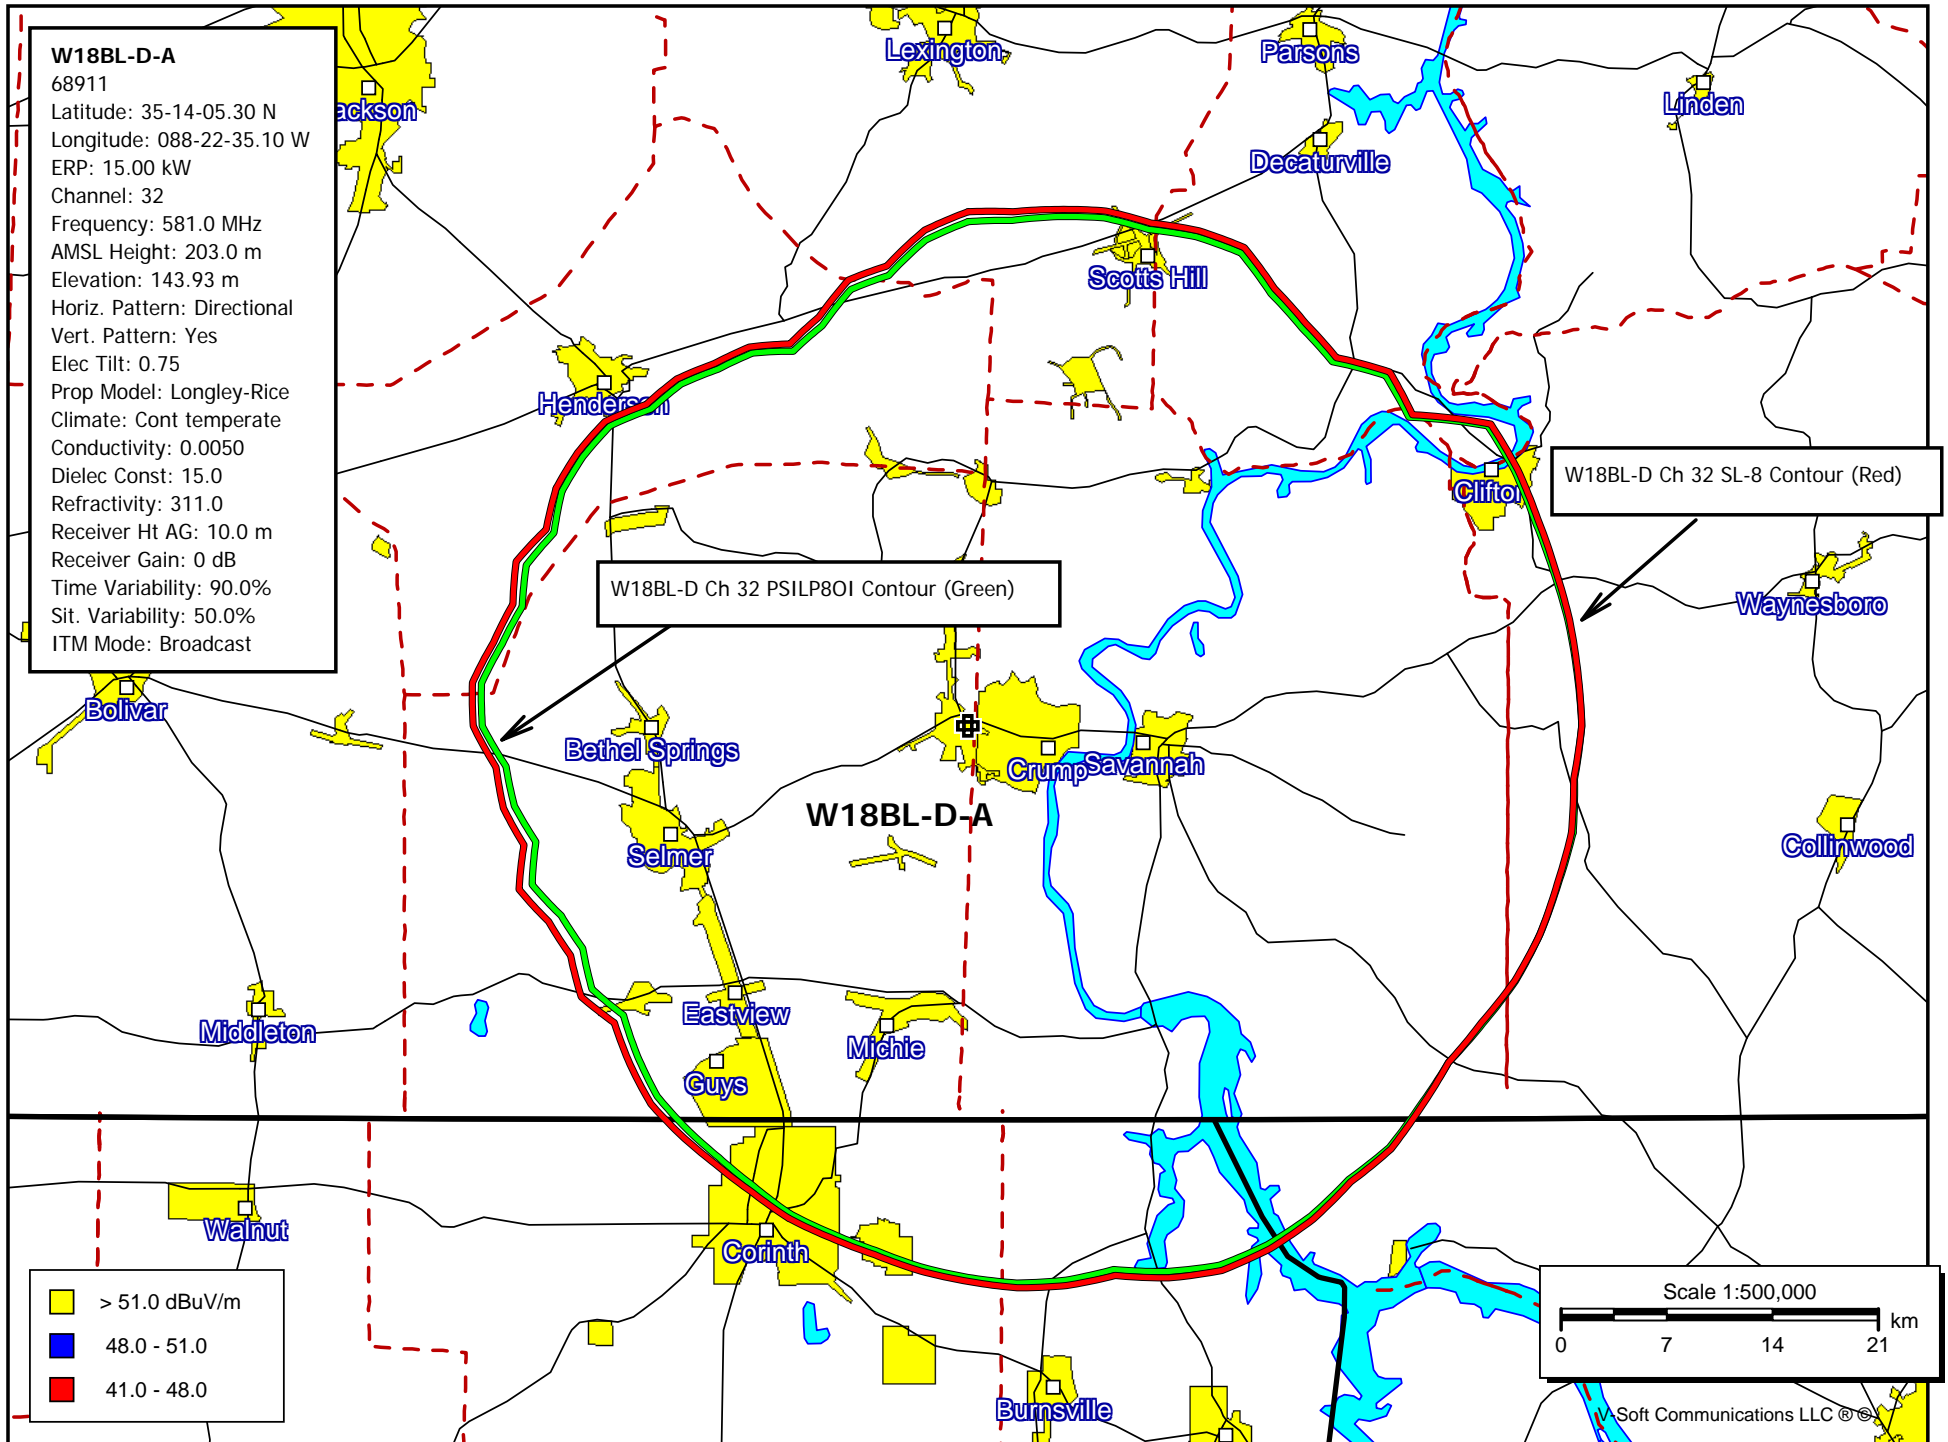 W18BL-D-A
68911
Latitude: 35-14-05.30 N
Longitude: 088-22-35.10 W
ERP: 15.00 kW
Channel: 32
Frequency: 581.0 MHz
AMSL Height: 203.0 m
Elevation: 143.93 m
Horiz. Pattern: Directional
Vert. Pattern: Yes
Elec Tilt: 0.75
Prop Model: Longley-Rice
Climate: Cont temperate
Conductivity: 0.0050
Dielec Const: 15.0
Refractivity: 311.0
Receiver Ht AG: 10.0 m
Receiver Gain: 0 dB
Time Variability: 90.0%
Sit. Variability: 50.0%
ITM Mode: Broadcast
ackson
Lexington
Parsons
Linden
Decaturville
Scotts Hill
Henderson
Clifton
W18BL-D Ch 32 SL-8 Contour (Red)
W18BL-D Ch 32 PSILP8OI Contour (Green)
Waynesboro
Bolivar
Bethel Springs
Crump
Savannah
W18BL-D-A
Selmer
Collinwood
Middleton
Eastview
Michie
Guys
Walnut
Corinth
Burnsville
> 51.0 dBuV/m
48.0 - 51.0
41.0 - 48.0
Scale 1:500,000
km
0 7 14 21
V-Soft Communications LLC ® ©